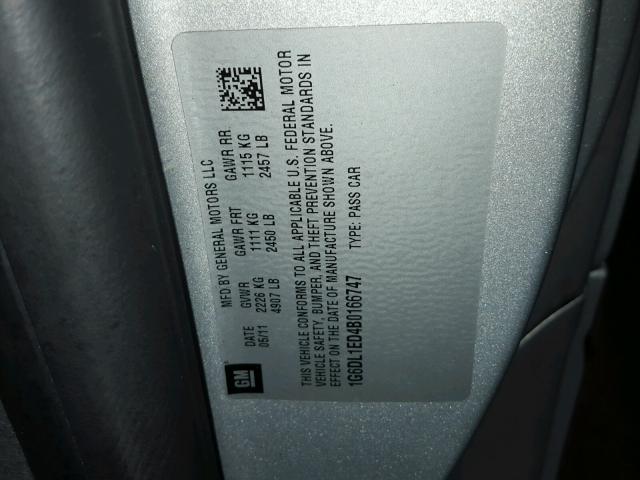 MFD BY GENERAL MOTORS LLC
DATE GVWR GAWR FRT GAWR RR
05/11 2226 KG 1111 KG 1115 KG
4907 LB 2450 LB 2457 LB
GM
THIS VEHICLE CONFORMS TO ALL APPLICABLE U.S. FEDERAL MOTOR
VEHICLE SAFETY, BUMPER, AND THEFT PREVENTION STANDARDS IN
EFFECT ON THE DATE OF MANUFACTURE SHOWN ABOVE.
1G6DL1ED4B0166747 TYPE: PASS CAR